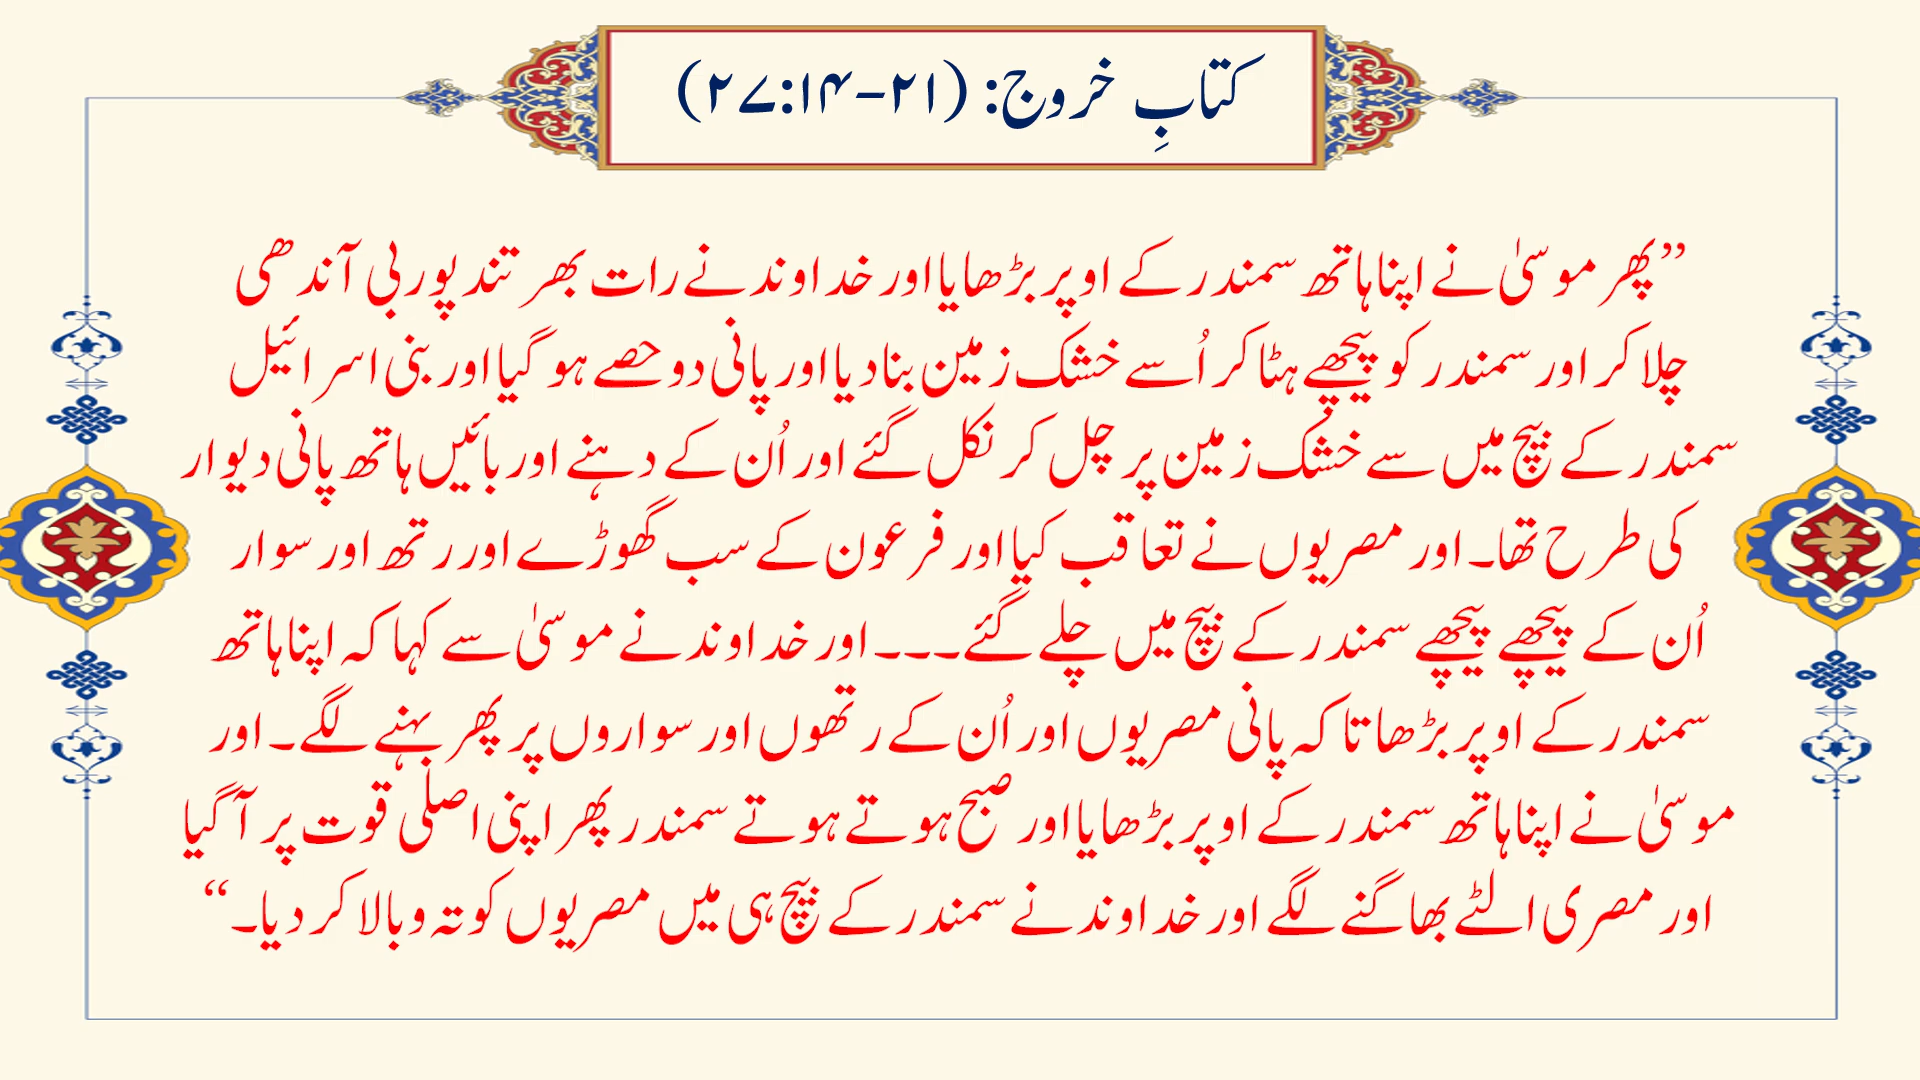 کتابِ خروج: (۲۱-۲۷:۱۴)
”پھر موسیٰ نے اپنا ہاتھ سمندر کے اوپر بڑھایا اور خداوند نے رات بھر تند پوربی آندھی
چلا کر اور سمندر کو پیچھے ہٹا کر اُسے خشک زمین بنا دیا اور پانی دو حصے ہو گیا اور بنی اسرائیل
سمندر کے بیچ میں سے خشک زمین پر چل کر نکل گئے اور اُن کے دہنے اور بائیں ہاتھ پانی دیوار
کی طرح تھا۔ اور مصریوں نے تعاقب کیا اور فرعون کے سب گھوڑے اور رتھ اور سوار
اُن کے پیچھے پیچھے سمندر کے بیچ میں چلے گئے۔۔۔ اور خداوند نے موسیٰ سے کہا کہ اپنا ہاتھ
سمندر کے اوپر بڑھا تا کہ پانی مصریوں اور اُن کے رتھوں اور سواروں پر پھر بہنے لگے۔ اور
موسیٰ نے اپنا ہاتھ سمندر کے اوپر بڑھایا اور صبح ہوتے ہوتے سمندر پھر اپنی اصلی قوت پر آ گیا
اور مصری الٹے بھاگنے لگے اور خداوند نے سمندر کے بیچ ہی میں مصریوں کو تہ و بالا کر دیا۔“